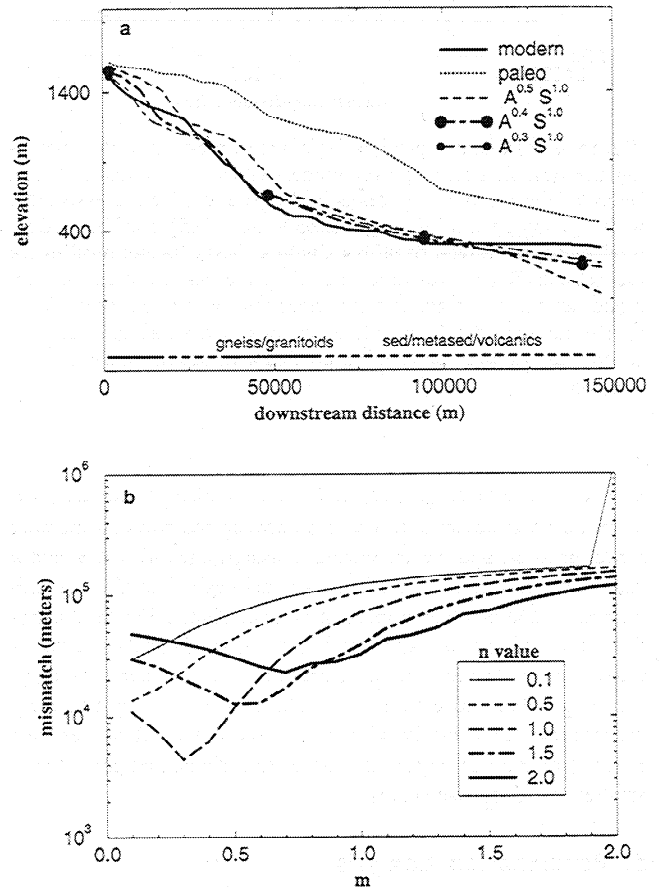 a
modern
paleo
A^0.5 S^1.0
A^0.4 S^1.0
A^0.3 S^1.0
1400
400
elevation (m)
gneiss/granitoids sed/metased/volcanics
0 50000 100000 150000
downstream distance (m)
b
10^6
10^5
10^4
10^3
mismatch (meters)
n value
0.1
0.5
1.0
1.5
2.0
0.0 0.5 1.0 1.5 2.0
m